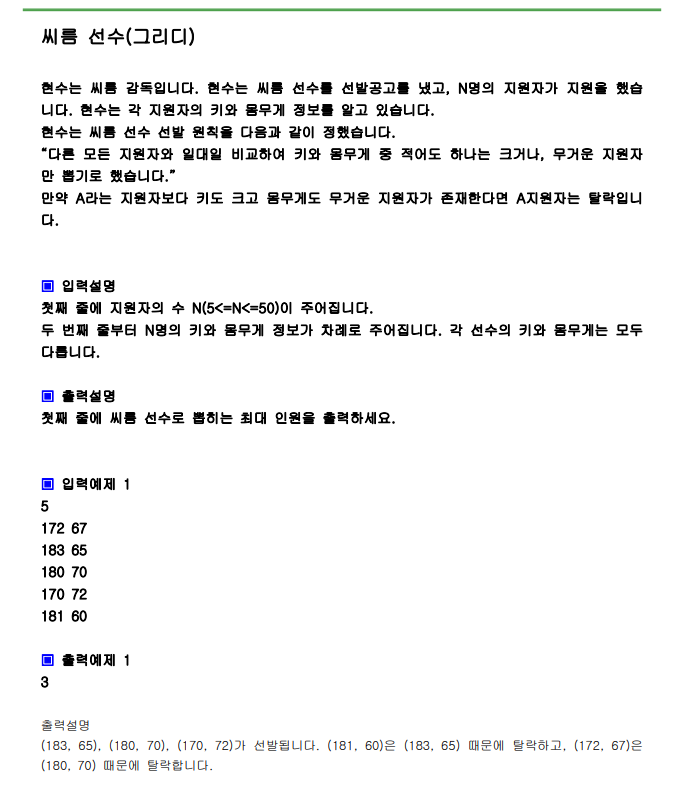 씨름 선수(그리디)
현수는 씨름 감독입니다. 현수는 씨름 선수를 선발공고를 냈고, N명의 지원자가 지원을 했습
니다. 현수는 각 지원자의 키와 몸무게 정보를 알고 있습니다.
현수는 씨름 선수 선발 원칙을 다음과 같이 정했습니다.
“다른 모든 지원자와 일대일 비교하여 키와 몸무게 중 적어도 하나는 크거나, 무거운 지원자
만 뽑기로 했습니다.”
만약 A라는 지원자보다 키도 크고 몸무게도 무거운 지원자가 존재한다면 A지원자는 탈락입니
다.
▣ 입력설명
첫째 줄에 지원자의 수 N(5<=N<=50)이 주어집니다.
두 번째 줄부터 N명의 키와 몸무게 정보가 차례로 주어집니다. 각 선수의 키와 몸무게는 모두
다릅니다.
▣ 출력설명
첫째 줄에 씨름 선수로 뽑히는 최대 인원을 출력하세요.
▣ 입력예제 1
5
172 67
183 65
180 70
170 72
181 60
▣ 출력예제 1
3
출력설명
(183, 65), (180, 70), (170, 72)가 선발됩니다. (181, 60)은 (183, 65) 때문에 탈락하고, (172, 67)은
(180, 70) 때문에 탈락합니다.